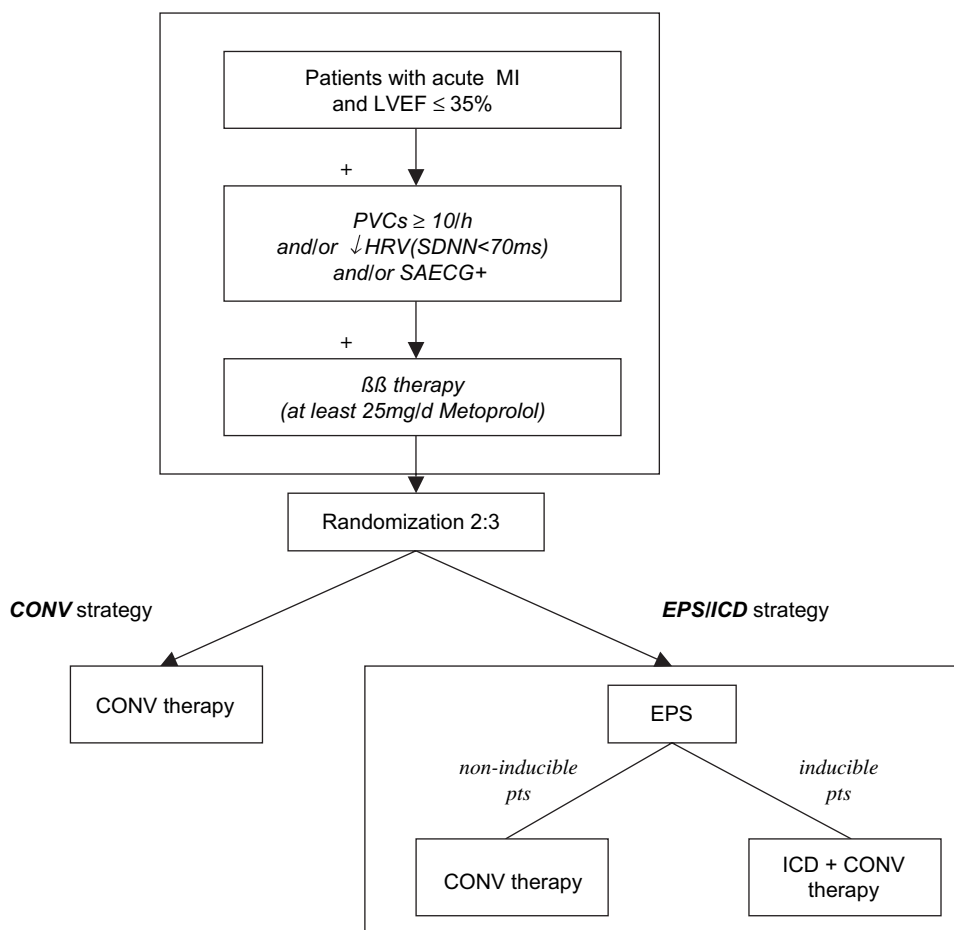 Patients with acute MI
and LVEF ≤ 35%
+
PVCs ≥ 10/h
and/or ↓HRV(SDNN<70ms)
and/or SAECG+
+
ßß therapy
(at least 25mg/d Metoprolol)
Randomization 2:3
CONV strategy
EPS/ICD strategy
CONV therapy
EPS
non-inducible
pts
inducible
pts
CONV therapy
ICD + CONV
therapy